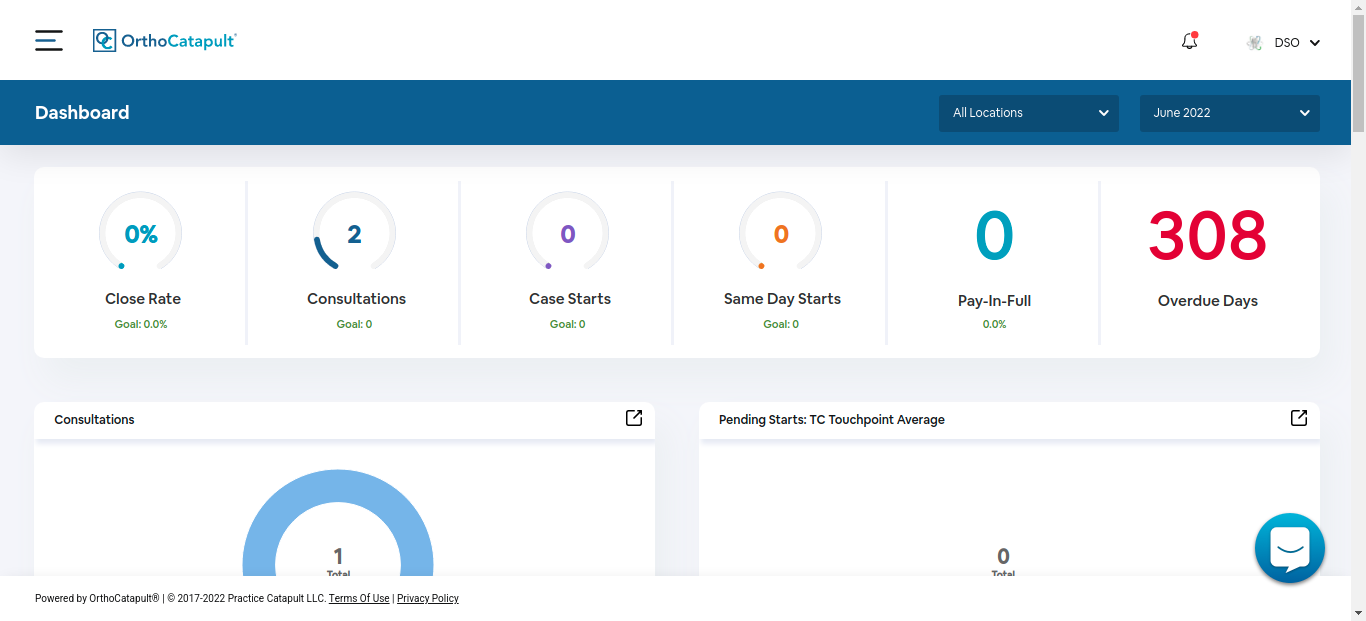 OrthoCatapult®
DSO
Dashboard
All Locations
June 2022
0%
2
0
0
0
308
Close Rate
Consultations
Case Starts
Same Day Starts
Pay-In-Full
Overdue Days
Goal: 0.0%
Goal: 0
Goal: 0
Goal: 0
0.0%
Consultations
Pending Starts: TC Touchpoint Average
1
Total
0
Total
Powered by OrthoCatapult® | © 2017-2022 Practice Catapult LLC. Terms Of Use | Privacy Policy